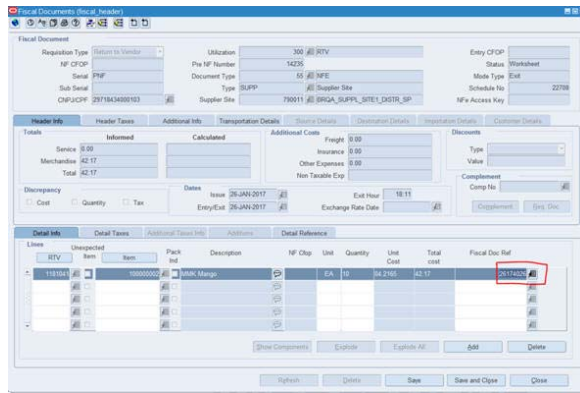 Fiscal Documents (fiscal_header)
Fiscal Document
Requisition Type Return to Vendor Utilization 300 RTV Entry CFOP
NF CFOP Pre NF Number 14235 Status Worksheet
Serial PNF Document Type 55 NFE Mode Type Exit
Sub Serial Type SUPP Supplier Site Schedule No 22708
CNPJ/CPF 29718434000103 Supplier Site 790011 BRQA_SUPPL_SITE1_DISTR_SP NFe Access Key
Header Info Header Taxes Additional Info Transportation Details Source Details Destination Details Importation Details Customer Details
Totals Additional Costs Discounts
Informed Calculated Freight 0.00
Service 0.00 Insurance 0.00 Type
Merchandise 42.17 Other Expenses 0.00 Value
Total 42.17 Non Taxable Exp Complement
Discrepancy Dates Comp No
Cost Quantity Tax Issue 26-JAN-2017 Exit Hour 18:11
Entry/Exit 26-JAN-2017 Exchange Rate Date Complement Req. Doc
Detail Info Detail Taxes Additional Taxes Info Additions Detail Reference
Lines Unexpected Pack
RTV Item Item Ind Description NF Cfop Unit Quantity Unit Cost Total cost Fiscal Doc Ref
1181041 100000002 MMK Mango EA 10 04.2165 42.17 26174026
Show Components Explode Explode All Add Delete
Refresh Delete Save Save and Close Close